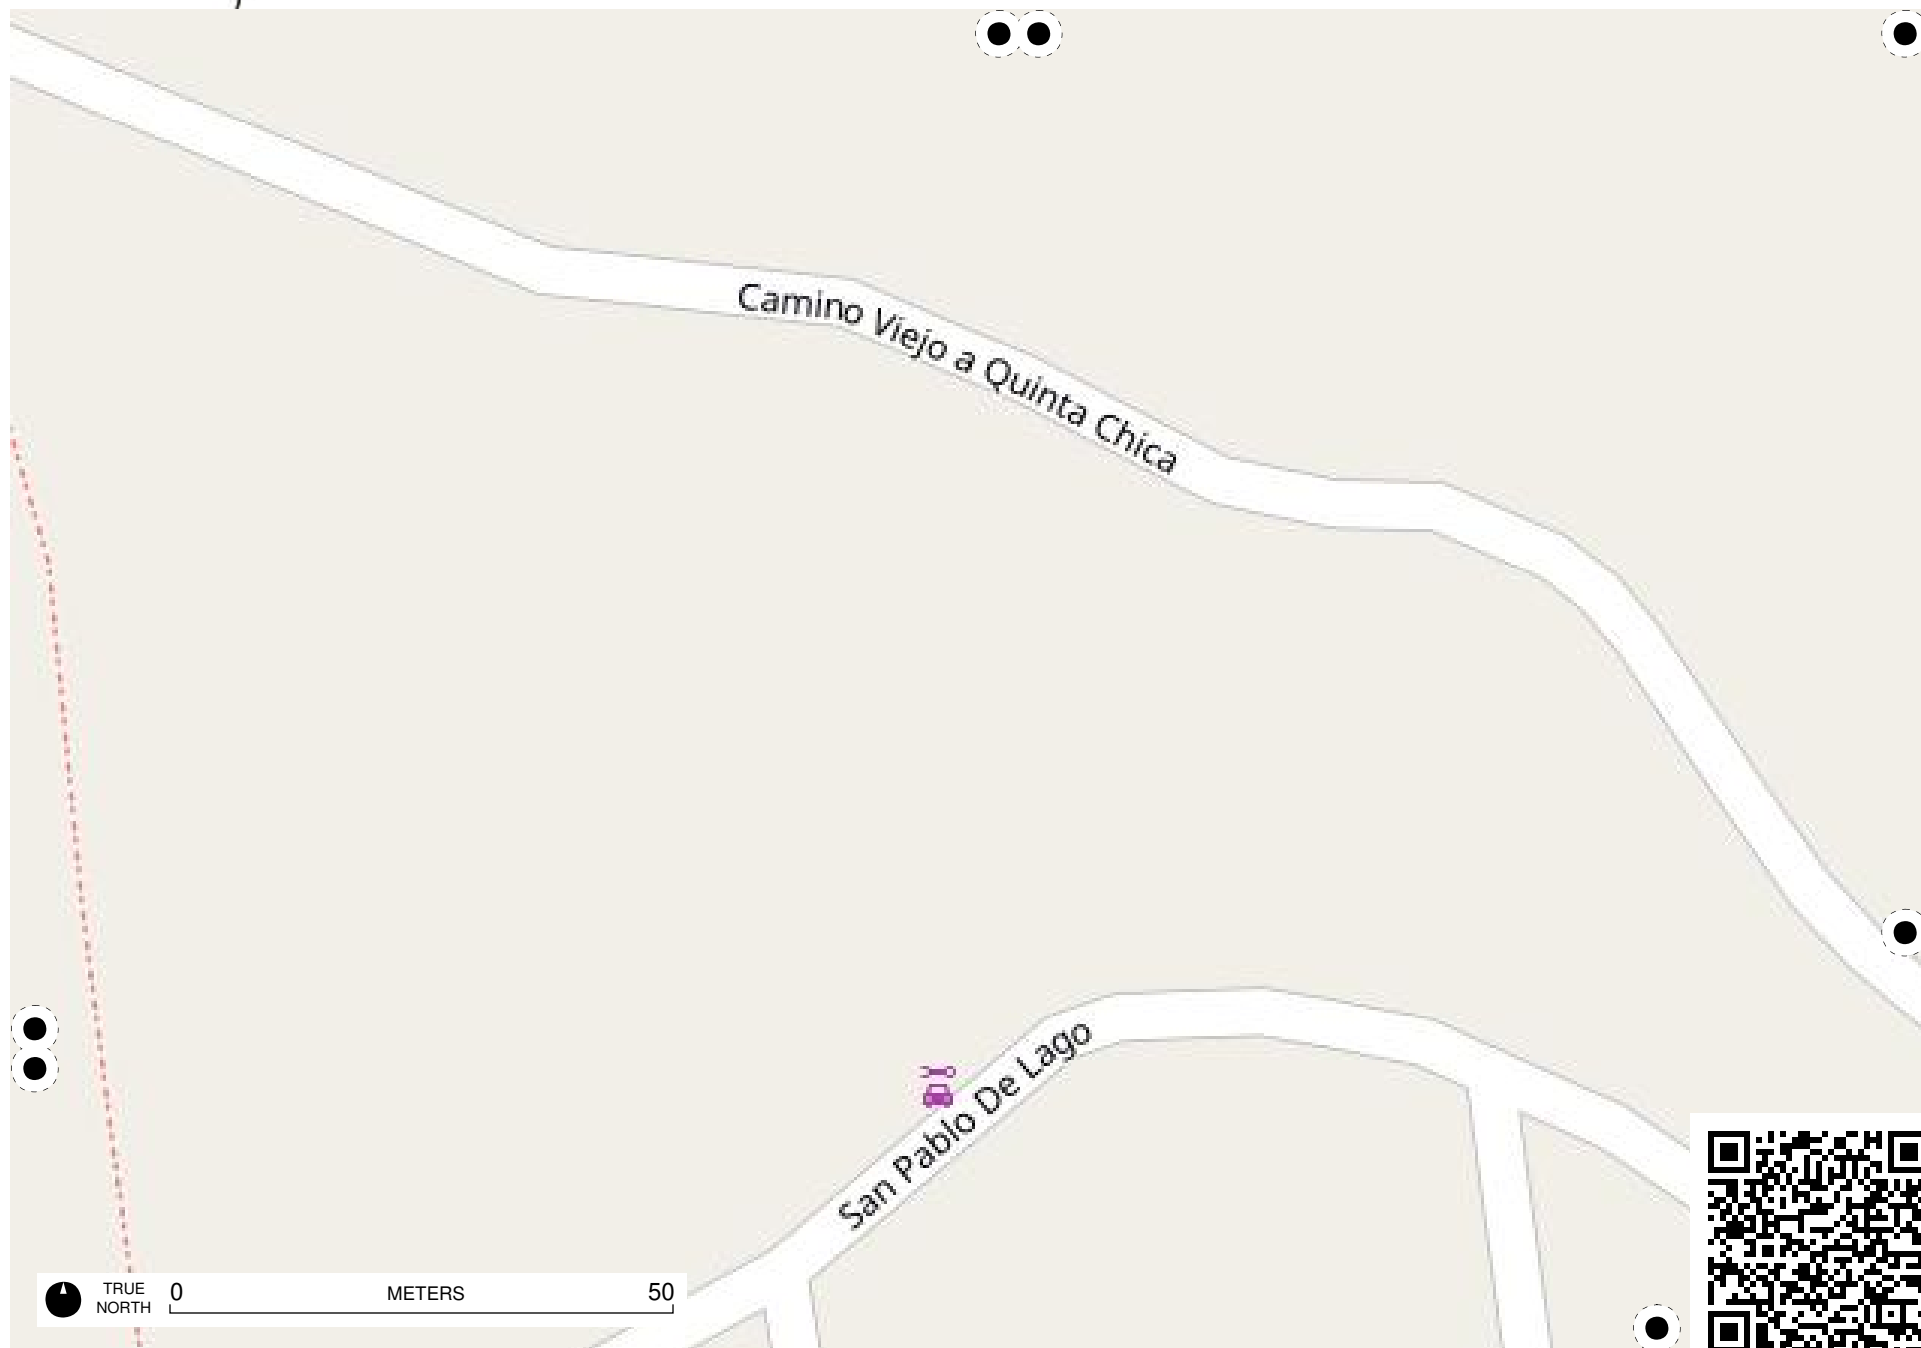 Camino Viejo a Quinta Chica
San Pablo De Lago
TRUE
NORTH
0 METERS 50